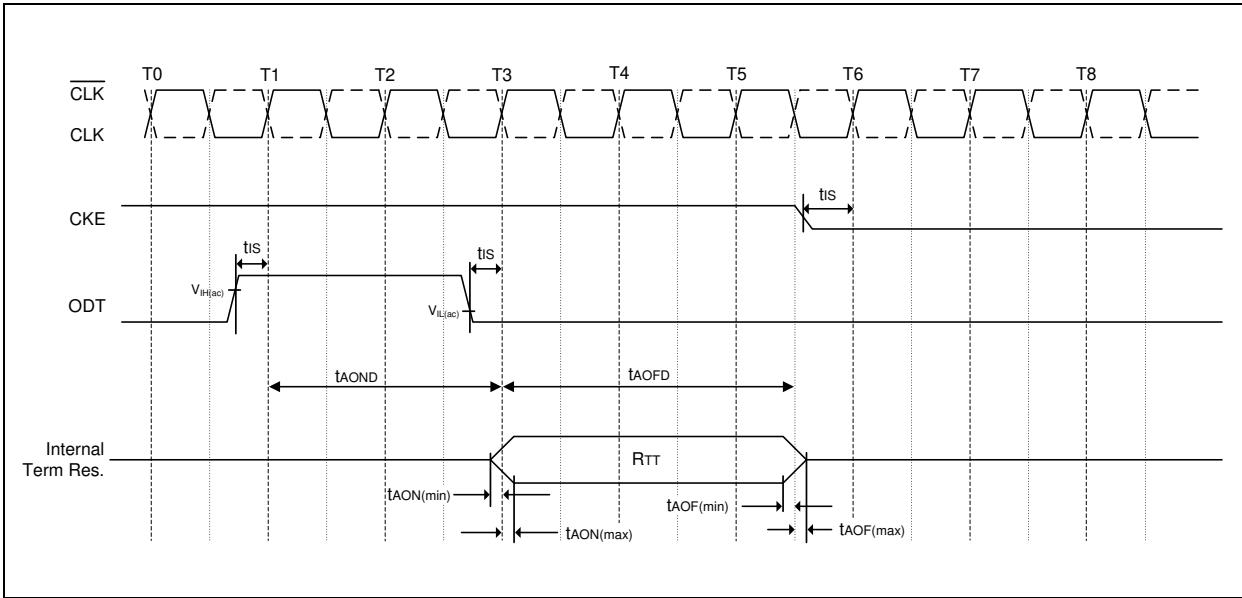 T0 T1 T2 T3 T4 T5 T6 T7 T8
CLK
CLK
CKE
tIS
tIS
tIS
VIH(ac)
ODT
VIL(ac)
tAOND
tAOFD
Internal
Term Res.
RTT
tAON(min)
tAOF(min)
tAON(max)
tAOF(max)